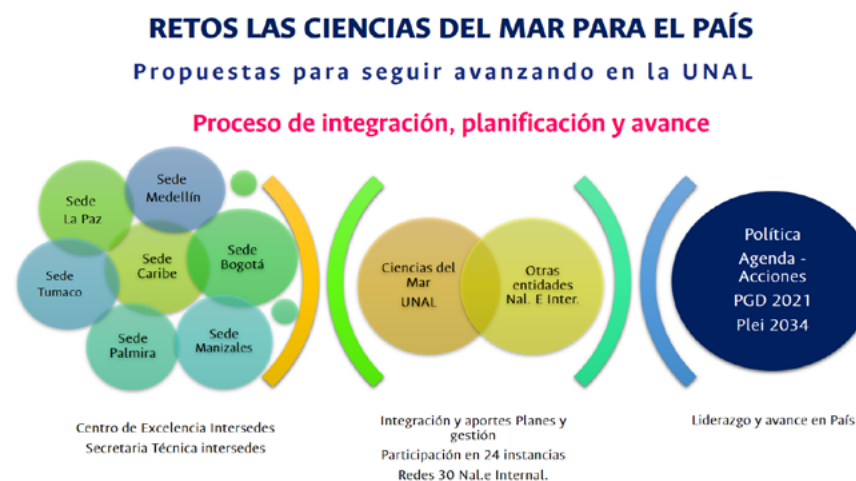 RETOS LAS CIENCIAS DEL MAR PARA EL PAÍS
Propuestas para seguir avanzando en la UNAL
Proceso de integración, planificación y avance
Sede
La Paz
Sede
Medellín
Sede
Tumaco
Sede
Caribe
Sede
Bogotá
Sede
Palmira
Sede
Manizales
Centro de Excelencia Intersedes
Secretaria Técnica intersedes
Ciencias del
Mar
UNAL
Otras
entidades
Nal. E Inter.
Integración y aportes Planes y
gestión
Participación en 24 instancias
Redes 30 Nal.e Internal.
Política
Agenda -
Acciones
PGD 2021
Plei 2034
Liderazgo y avance en País